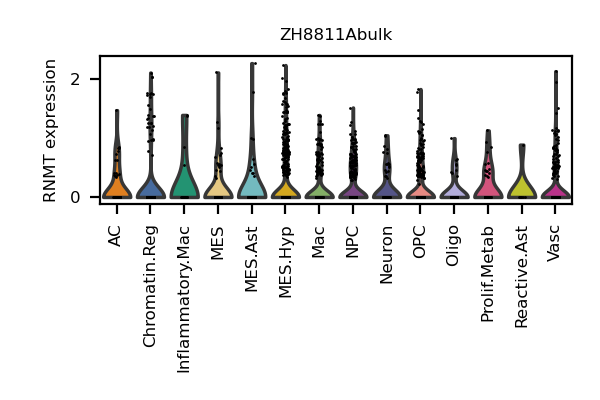 ZH8811Abulk
RNMT expression
2
0
AC
Chromatin.Reg
Inflammatory.Mac
MES
MES.Ast
MES.Hyp
Mac
NPC
Neuron
OPC
Oligo
Prolif.Metab
Reactive.Ast
Vasc